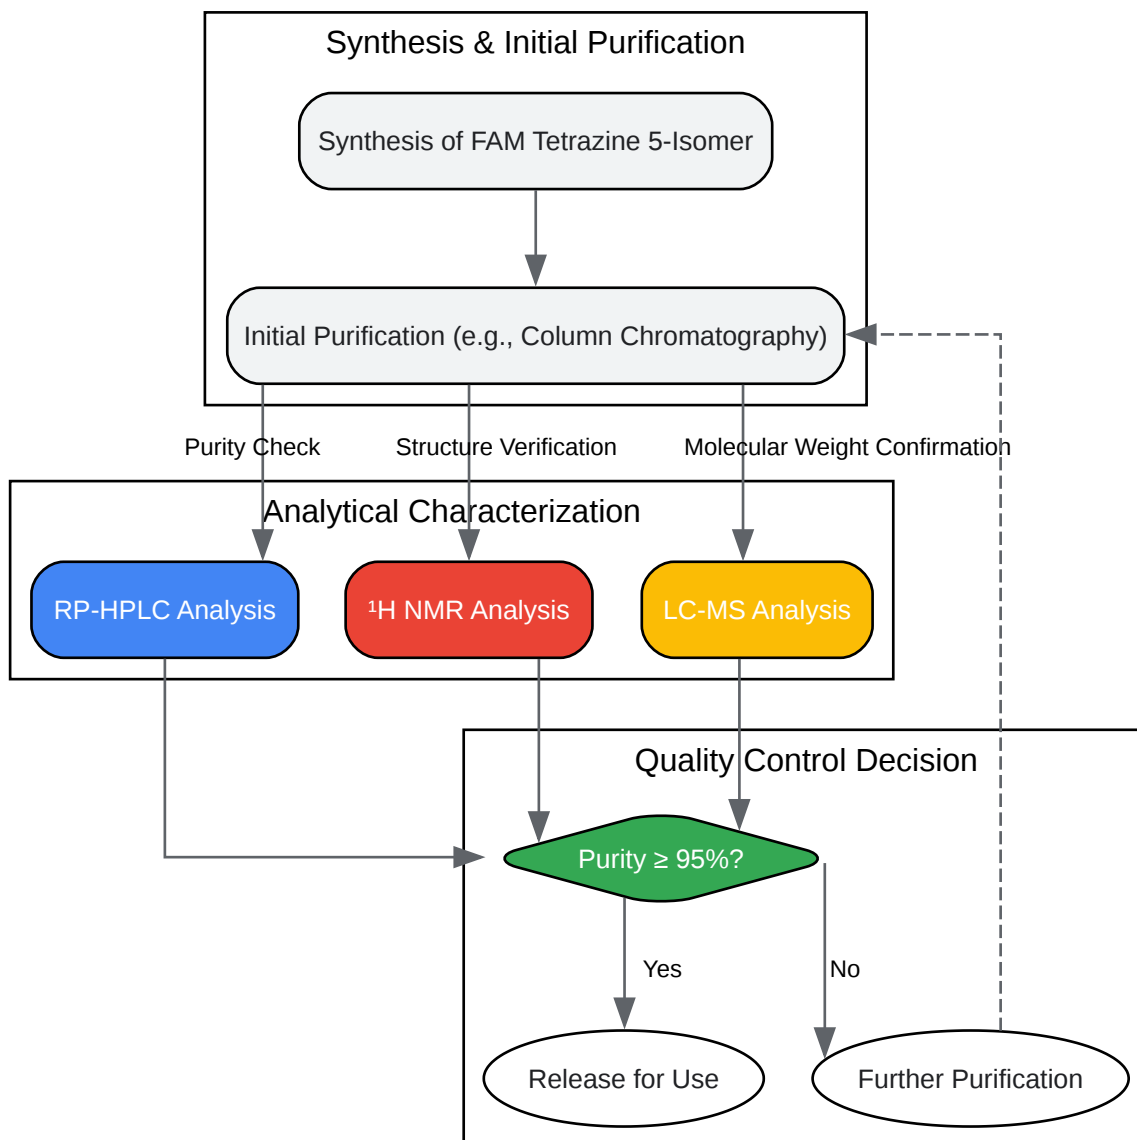 Synthesis & Initial Purification
Synthesis of FAM Tetrazine 5-Isomer
Initial Purification (e.g., Column Chromatography)
Purity Check
Structure Verification
Molecular Weight Confirmation
Analytical Characterization
RP-HPLC Analysis
¹H NMR Analysis
LC-MS Analysis
Quality Control Decision
Purity ≥ 95%?
Yes
No
Release for Use
Further Purification